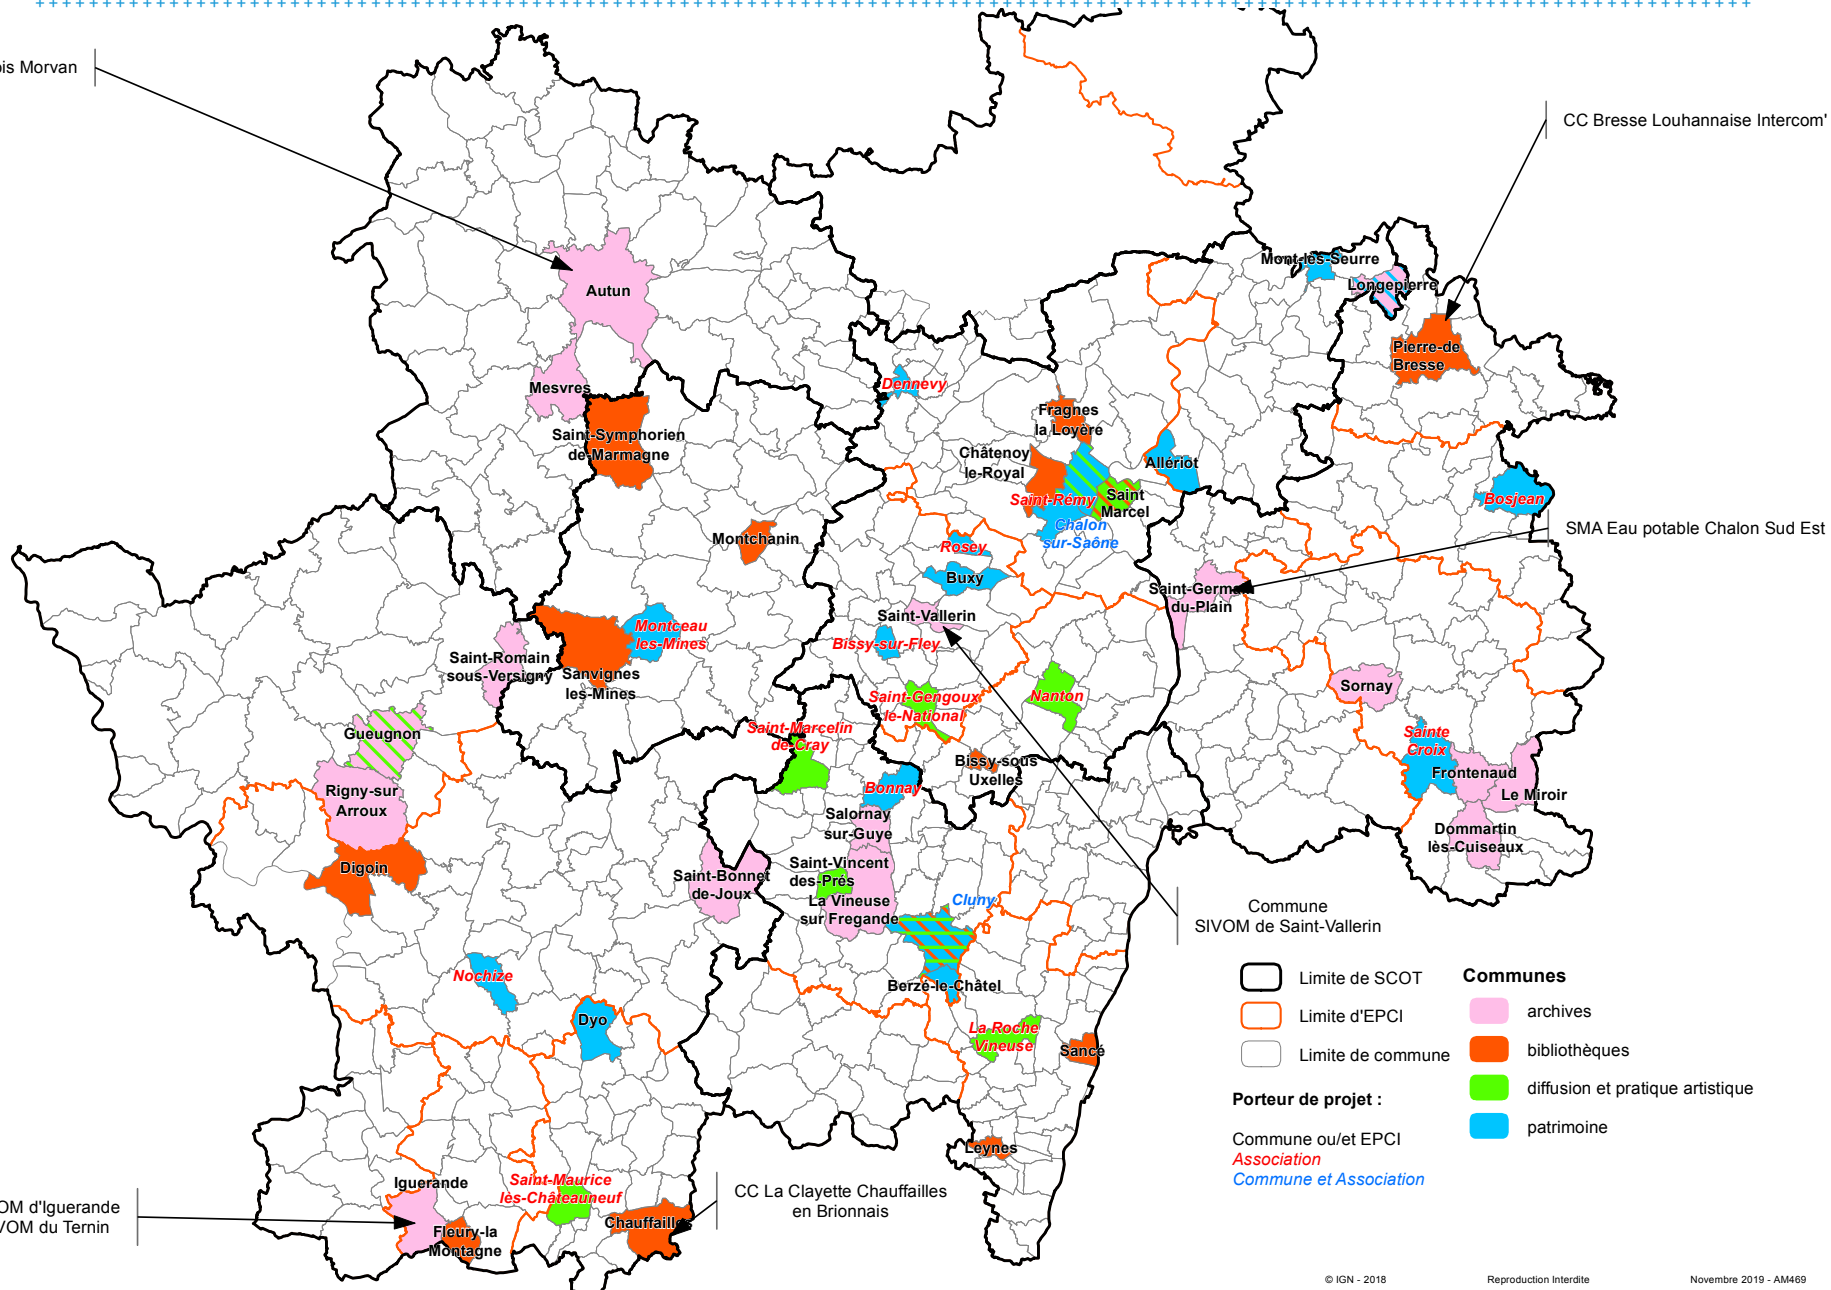 is Morvan
CC Bresse Louhannaise Intercom'
Mont-lès-Seurre
Longepierre
Autun
Pierre-de
Bresse
Mesvres
Dennevy
Fragnes
la Loyère
Saint-Symphorien
de-Marmagne
Châtenoy
le-Royal
Allériot
Saint-Rémy
Saint
Marcel
Bosjean
Chalon
sur-Saône
SMA Eau potable Chalon Sud Est
Montchanin
Rosey
Buxy
Saint-Germain
du-Plain
Saint-Vallerin
Montceau
les-Mines
Bissy-sur-Fley
Saint-Romain
sous-Versigny
Sanvignes
les-Mines
Sornay
Saint-Gengoux
le-National
Nanton
Gueugnon
Saint-Marcelin
de-Cray
Sainte
Croix
Bissy-sous
Uxelles
Frontenaud
Bonnay
Rigny-sur
Arroux
Le Miroir
Salornay
sur-Guye
Dommartin
lès-Cuiseaux
Digoin
Saint-Bonnet
de-Joux
Saint-Vincent
des-Prés
La Vineuse
sur Fregande
Cluny
Commune
SIVOM de Saint-Vallerin
Nochize
Berzé-le-Châtel
Dyo
La Roche
Vineuse
Sancé
Leynes
Iguerande
Saint-Maurice
lès-Châteauneuf
CC La Clayette Chauffailles
en Brionnais
OM d'Iguerande
VOM du Ternin
Fleury-la
Montagne
Chauffailles
Limite de SCOT
Limite d'EPCI
Limite de commune
Porteur de projet :
Commune ou/et EPCI
Association
Commune et Association
Communes
archives
bibliothèques
diffusion et pratique artistique
patrimoine
© IGN - 2018
Reproduction Interdite
Novembre 2019 - AM469